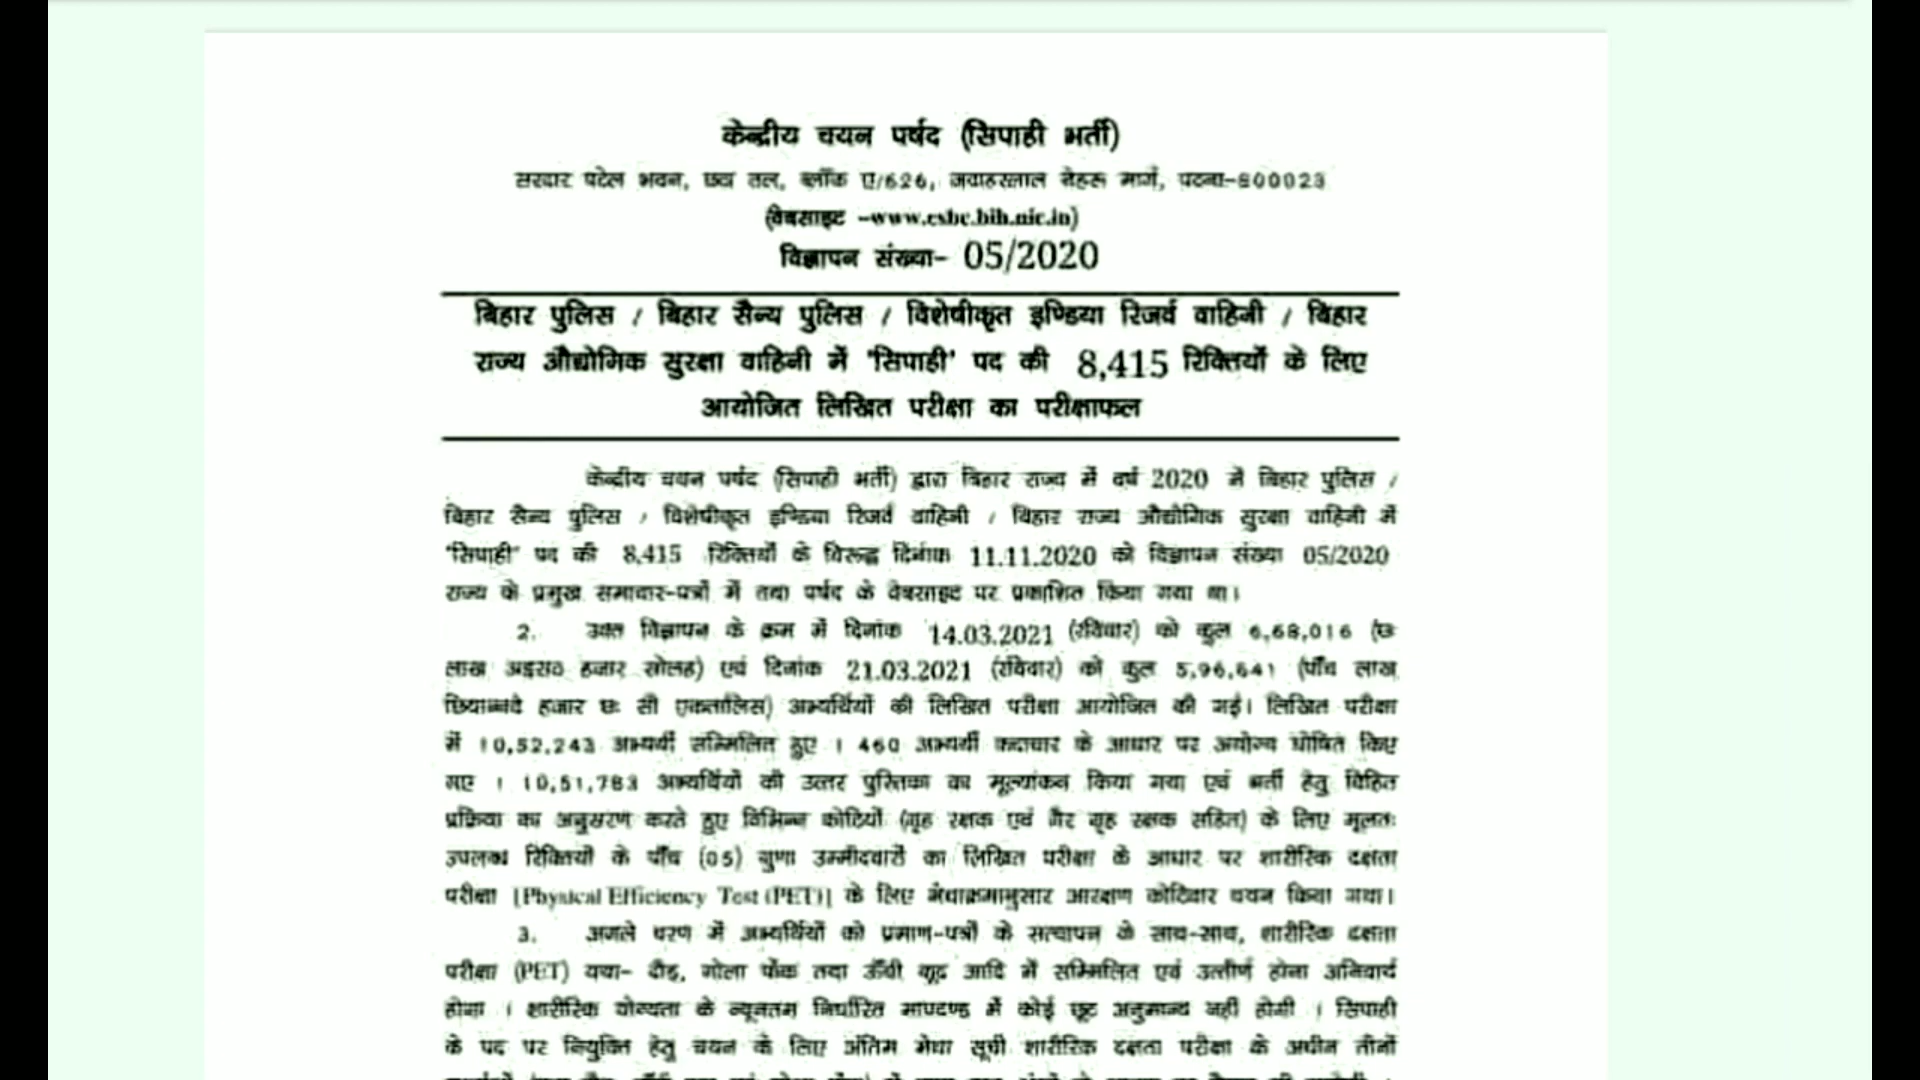 केन्द्रीय चयन पर्षद (सिपाही भर्ती)
सरदार पटेल भवन, छठा तल, ब्लॉक ए/626, जवाहरलाल नेहरू मार्ग, पटना-800023
(वेबसाइट -www.csbc.bih.nic.in)
विज्ञापन संख्या- 05/2020
बिहार पुलिस / बिहार सैन्य पुलिस / विशेषीकृत इण्डिया रिजर्व वाहिनी / बिहार
राज्य औद्योगिक सुरक्षा वाहिनी में 'सिपाही' पद की 8,415 रिक्तियों के लिए
आयोजित लिखित परीक्षा का परीक्षाफल
केन्द्रीय चयन पर्षद (सिपाही भर्ती) द्वारा बिहार राज्य में वर्ष 2020 में बिहार पुलिस /
बिहार सैन्य पुलिस / विशेषीकृत इण्डिया रिजर्व वाहिनी / बिहार राज्य औद्योगिक सुरक्षा वाहिनी में
'सिपाही' पद की 8,415 रिक्तियों के विरूद्ध दिनांक 11.11.2020 को विज्ञापन संख्या 05/2020
राज्य के प्रमुख समाचार-पत्रों में तथा पर्षद के वेबसाइट पर प्रकाशित किया गया था।
2. उक्त विज्ञापन के क्रम में दिनांक 14.03.2021 (रविवार) को कुल 6,68,016 (छः
लाख अड़सठ हजार सोलह) एवं दिनांक 21.03.2021 (रविवार) को कुल 5,96,641 (पाँच लाख
छियान्नवे हजार छः सौ एकतालिस) अभ्यर्थियों की लिखित परीक्षा आयोजित की गई। लिखित परीक्षा
में 10,52,243 अभ्यर्थी सम्मिलित हुए । 460 अभ्यर्थी कदाचार के आधार पर अयोग्य घोषित किए
गए । 10,51,783 अभ्यर्थियों की उत्तर पुस्तिका का मूल्यांकन किया गया एवं भर्ती हेतु विहित
प्रक्रिया का अनुसरण करते हुए विभिन्न कोटियों (गृह रक्षक एवं गैर गृह रक्षक सहित) के लिए मूलतः
उपलब्ध रिक्तियों के पाँच (05) गुणा उम्मीदवारों का लिखित परीक्षा के आधार पर शारीरिक दक्षता
परीक्षा [Physical Efficiency Test (PET)] के लिए मेधाक्रमानुसार आरक्षण कोटिवार चयन किया गया।
3. अगले चरण में अभ्यर्थियों को प्रमाण-पत्रों के सत्यापन के साथ-साथ, शारीरिक दक्षता
परीक्षा (PET) यथा- दौड़, गोला फेंक तथा ऊँची कूद आदि में सम्मिलित एवं उत्तीर्ण होना अनिवार्य
होगा । शारीरिक योग्यता के न्यूनतम निर्धारित मापदण्ड में कोई छूट अनुमान्य नहीं होगी । सिपाही
के पद पर नियुक्ति हेतु चयन के लिए अंतिम मेधा सूची शारीरिक दक्षता परीक्षा के अधीन तीनों